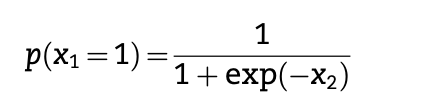 p(x₁ = 1) = 1 / (1 + exp(−x₂))